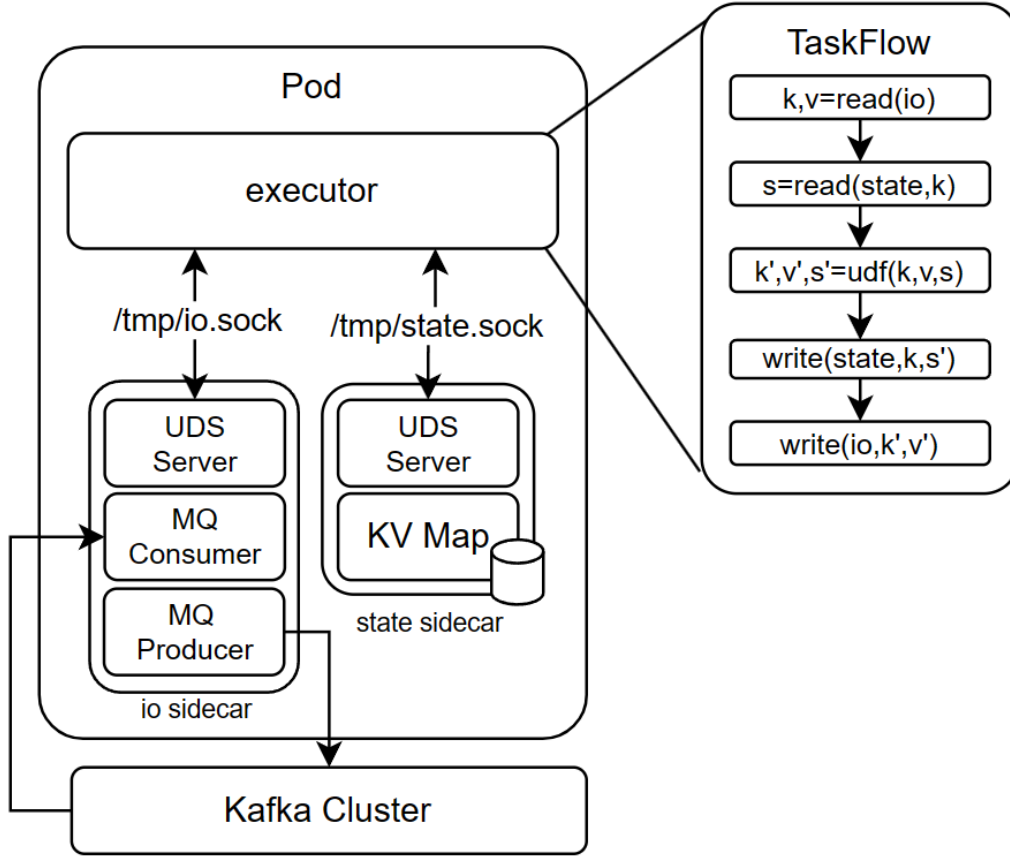 Pod
executor
/tmp/io.sock
/tmp/state.sock
UDS
Server
MQ
Consumer
MQ
Producer
io sidecar
UDS
Server
KV Map
state sidecar
Kafka Cluster
TaskFlow
k,v=read(io)
s=read(state,k)
k',v',s'=udf(k,v,s)
write(state,k,s')
write(io,k',v')